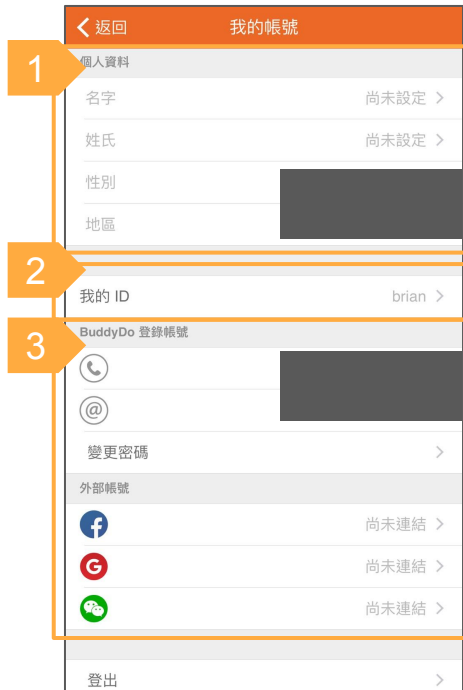 返回 我的帳號
1
個人資料
名字 尚未設定
姓氏 尚未設定
性別
地區
2
我的 ID brian
3
BuddyDo 登錄帳號
@
變更密碼
外部帳號
f 尚未連結
G 尚未連結
尚未連結
登出